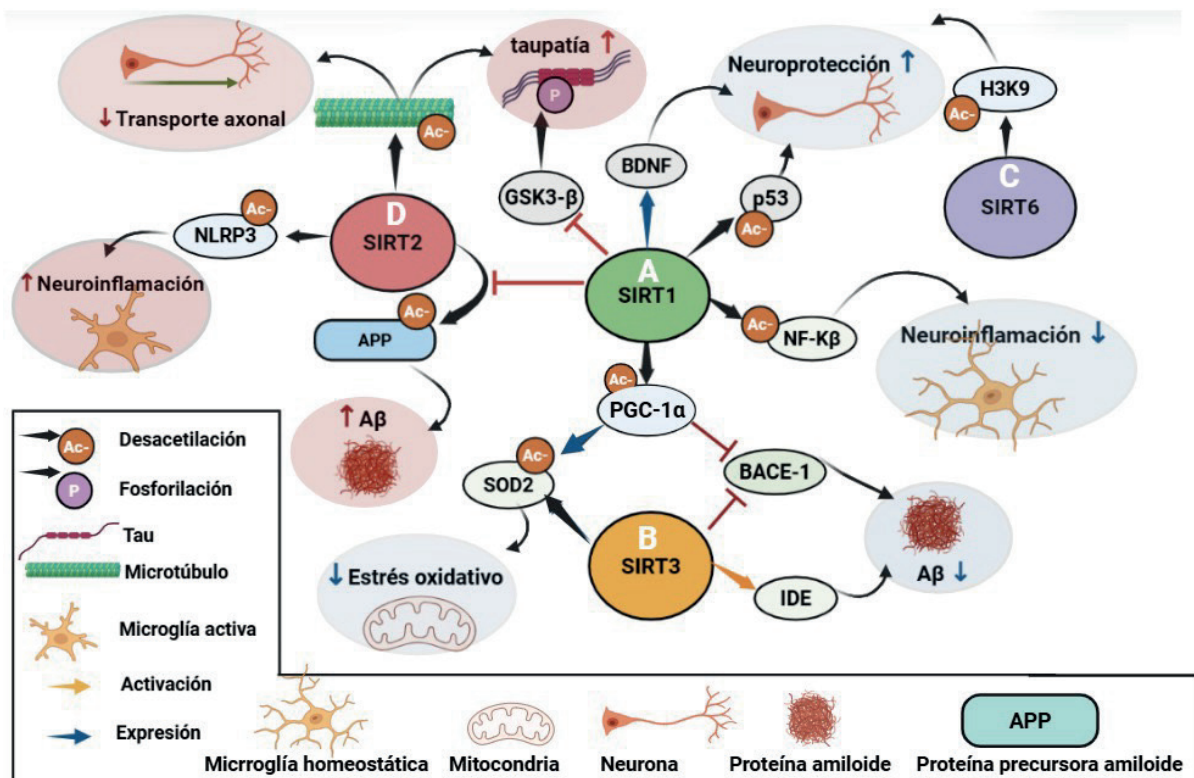 taupatía ↑
Neuroprotección ↑
H3K9
Ac-
↓ Transporte axonal
Ac-
P
BDNF
GSK3-β
p53
Ac-
C
SIRT6
Ac-
NLRP3
D
SIRT2
A
SIRT1
↑ Neuroinflamación
Ac-
APP
Ac-
NF-Kβ
Neuroinflamación ↓
Ac-
PGC-1α
↑ Aβ
Ac-
SOD2
BACE-1
B
SIRT3
Aβ ↓
↓ Estrés oxidativo
IDE
Ac-
Desacetilación
P
Fosforilación
Tau
Microtúbulo
Microglía activa
Activación
Expresión
APP
Microglía homeostática
Mitocondria
Neurona
Proteína amiloide
Proteína precursora amiloide